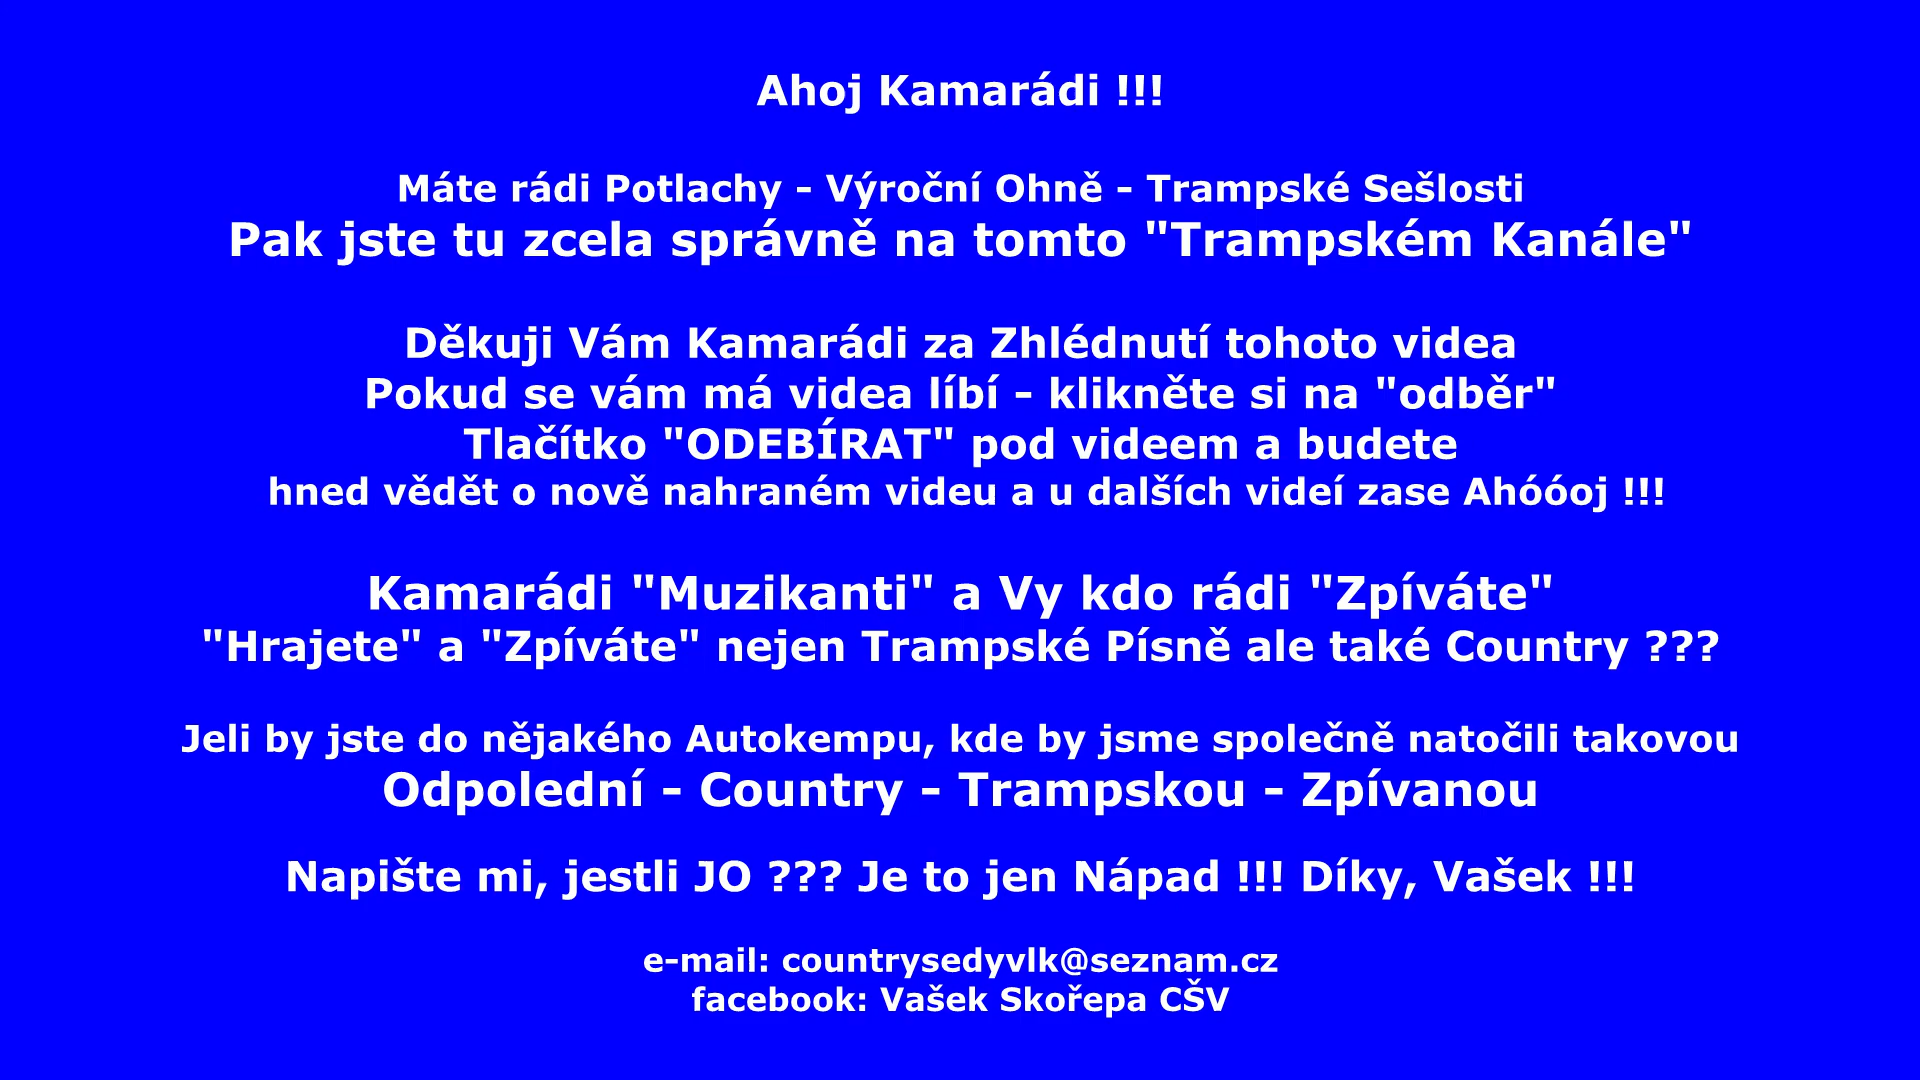 Ahoj Kamarádi !!!
Máte rádi Potlachy - Výroční Ohně - Trampské Sešlosti
Pak jste tu zcela správně na tomto "Trampském Kanále"
Děkuji Vám Kamarádi za Zhlédnutí tohoto videa
Pokud se vám má videa líbí - klikněte si na "odběr"
Tlačítko "ODEBÍRAT" pod videem a budete
hned vědět o nově nahraném videu a u dalších videí zase Ahóóoj !!!
Kamarádi "Muzikanti" a Vy kdo rádi "Zpíváte"
"Hrajete" a "Zpíváte" nejen Trampské Písně ale také Country ???
Jeli by jste do nějakého Autokempu, kde by jsme společně natočili takovou
Odpolední - Country - Trampskou - Zpívanou
Napište mi, jestli JO ??? Je to jen Nápad !!! Díky, Vašek !!!
e-mail: countrysedyvlk@seznam.cz
facebook: Vašek Skořepa CŠV